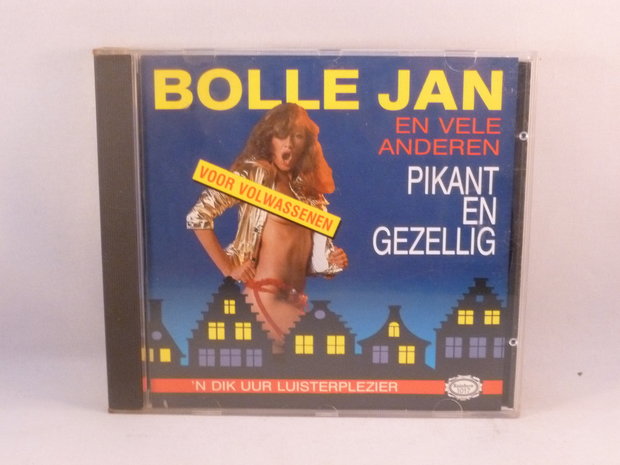 BOLLE JAN
EN VELE
ANDEREN
PIKANT
EN
GEZELLIG
VOOR VOLWASSENEN
'N DIK UUR LUISTERPLEZIER